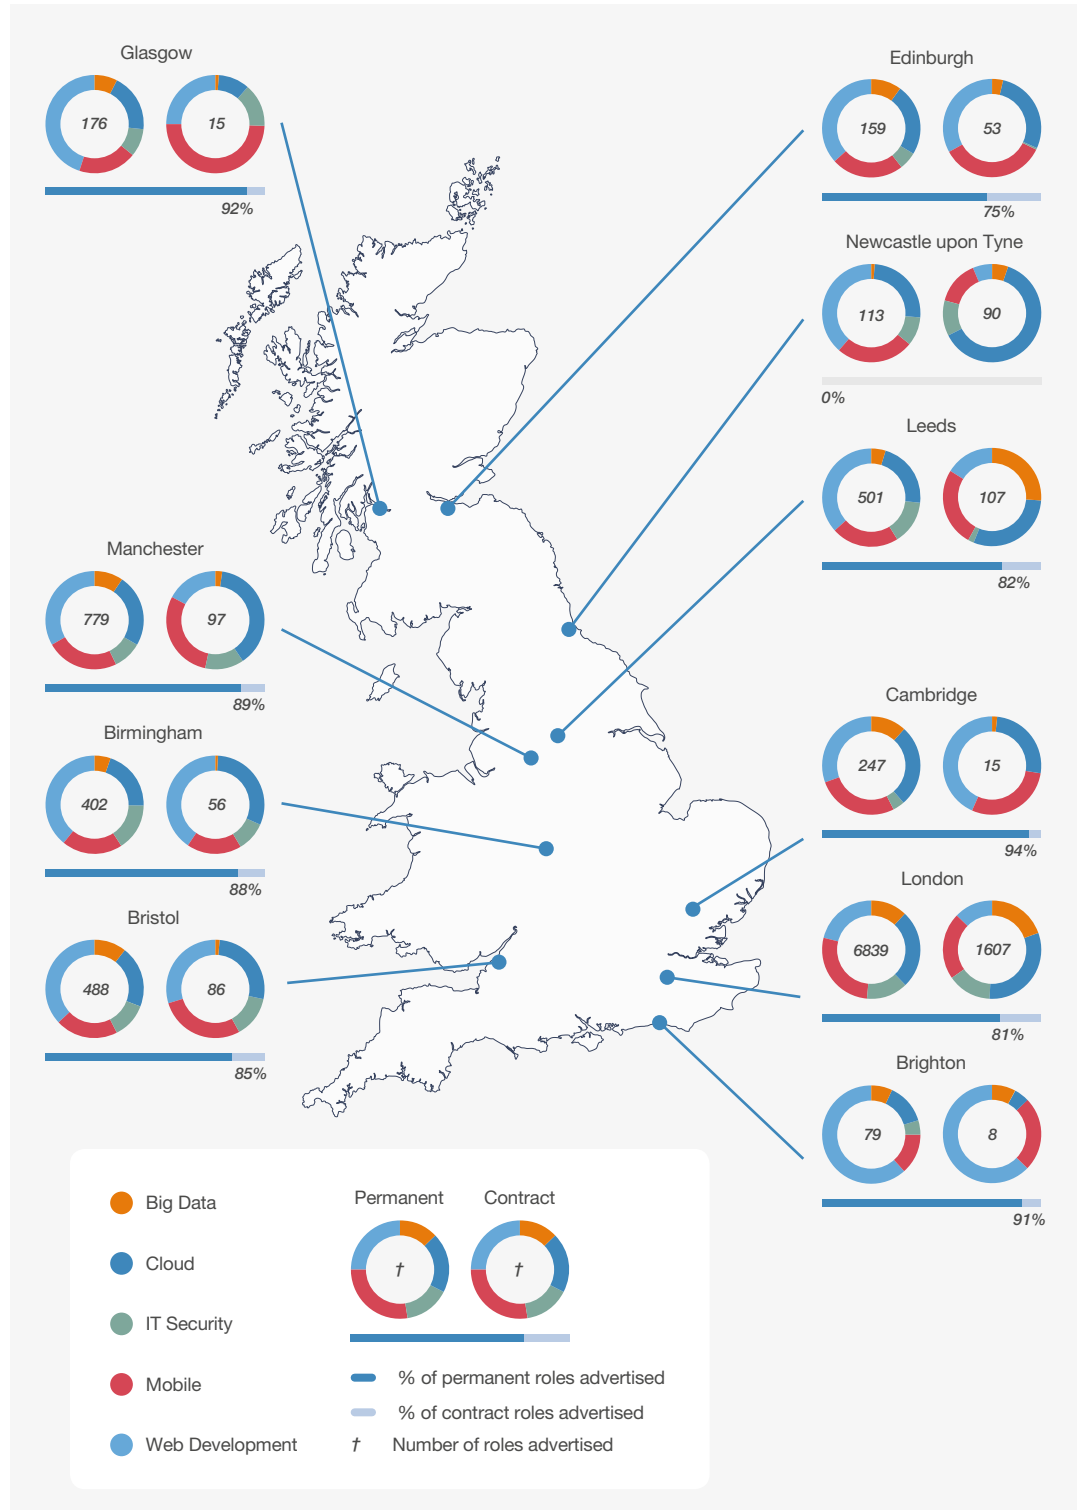 Glasgow
176
15
92%
Edinburgh
159
53
75%
Newcastle upon Tyne
113
90
0%
Leeds
501
107
82%
Manchester
779
97
89%
Birmingham
402
56
88%
Bristol
488
86
85%
Cambridge
247
15
94%
London
6839
1607
81%
Brighton
79
8
91%
Big Data
Cloud
IT Security
Mobile
Web Development
Permanent
Contract
†
†
% of permanent roles advertised
% of contract roles advertised
† Number of roles advertised